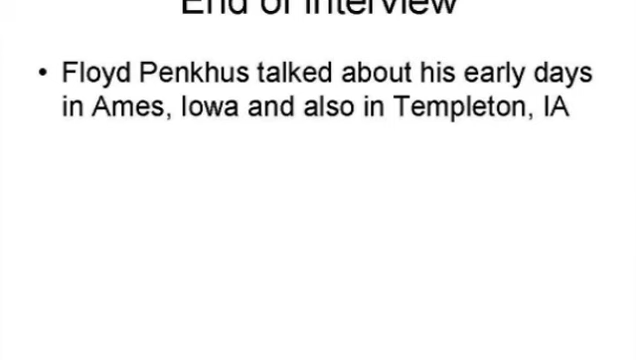 End of Interview
• Floyd Penkhus talked about his early days
in Ames, Iowa and also in Templeton, IA